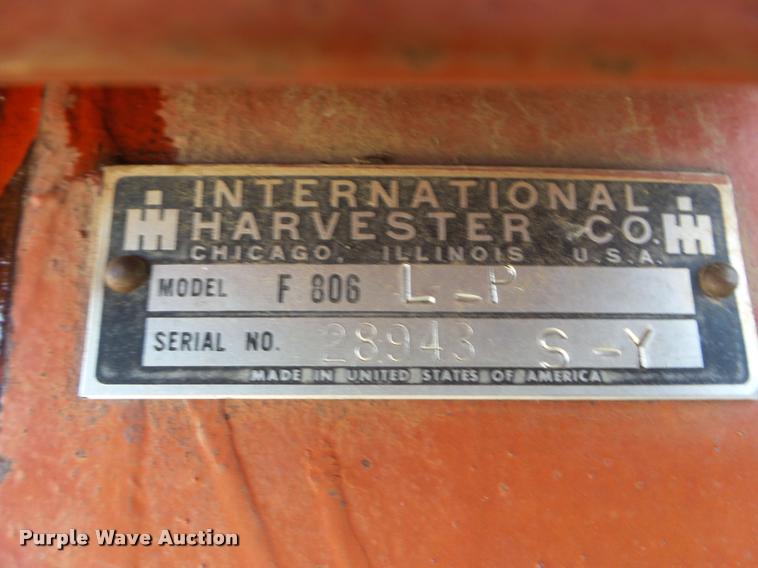 INTERNATIONAL
HARVESTER CO.
CHICAGO, ILLINOIS U.S.A.
MODEL F 806 L-P
SERIAL NO. 28943 S-Y
MADE IN UNITED STATES OF AMERICA
Purple Wave Auction